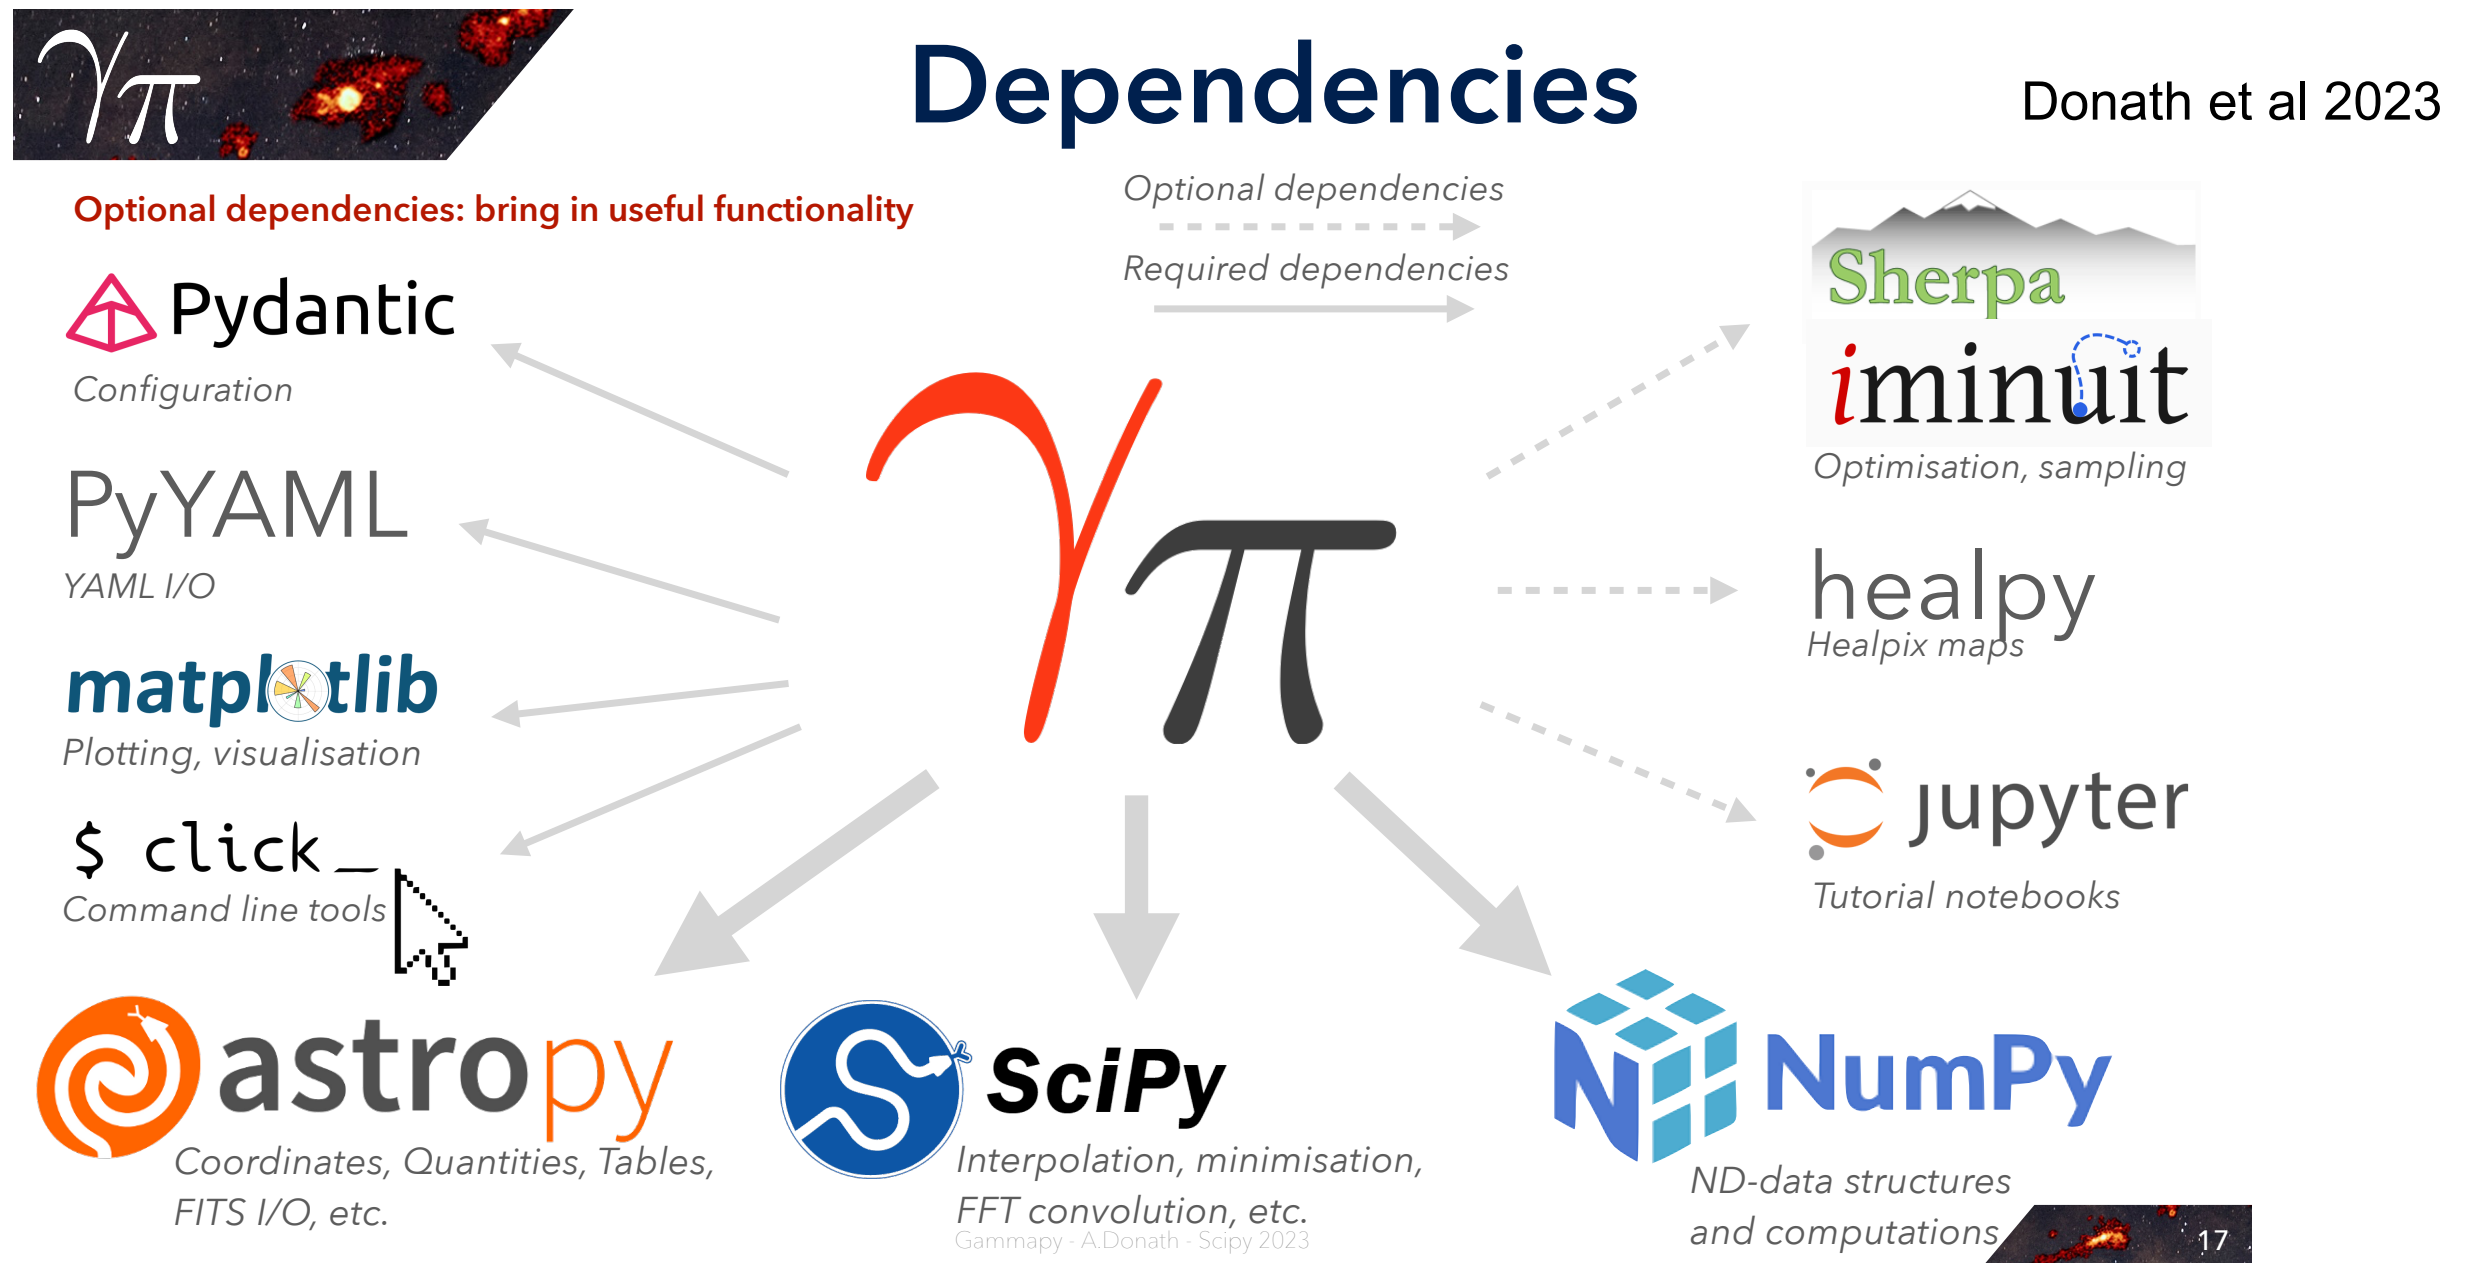 γπ
Dependencies
Donath et al 2023
Optional dependencies: bring in useful functionality
Optional dependencies
Required dependencies
Pydantic
Configuration
PyYAML
YAML I/O
matplotlib
Plotting, visualisation
$ click_
Command line tools
γπ
Sherpa
iminuit
Optimisation, sampling
healpy
Healpix maps
jupyter
Tutorial notebooks
astropy
Coordinates, Quantities, Tables,
FITS I/O, etc.
SciPy
Interpolation, minimisation,
FFT convolution, etc.
N
NumPy
ND-data structures
and computations
Gammapy - A.Donath - Scipy 2023
17